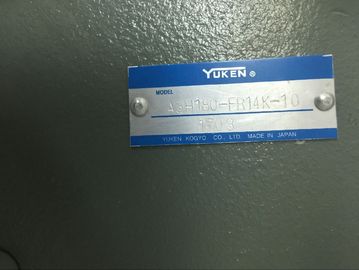 YUKEN ®
MODEL
A3H180-FR14K-10
YUKEN KOGYO CO., LTD. MADE IN JAPAN